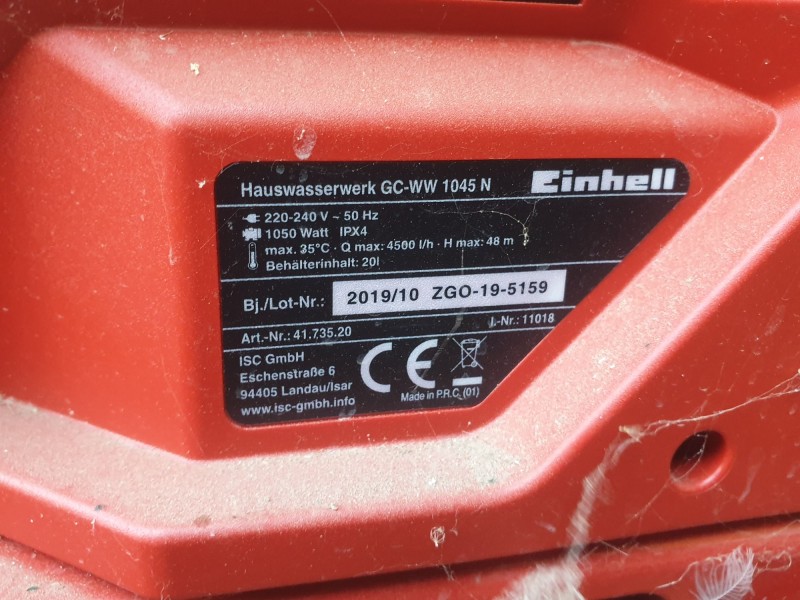 Hauswasserwerk GC-WW 1045 N
Einhell
220-240 V ~ 50 Hz
1050 Watt IPX4
max. 35°C · Q max: 4500 l/h · H max: 48 m
Behälterinhalt: 20l
Bj./Lot-Nr.: 2019/10 ZGO-19-5159
Art.-Nr.: 41.735.20
I.-Nr.: 11018
ISC GmbH
Eschenstraße 6
94405 Landau/Isar
www.isc-gmbh.info
CE
Made in P.R.C. (01)